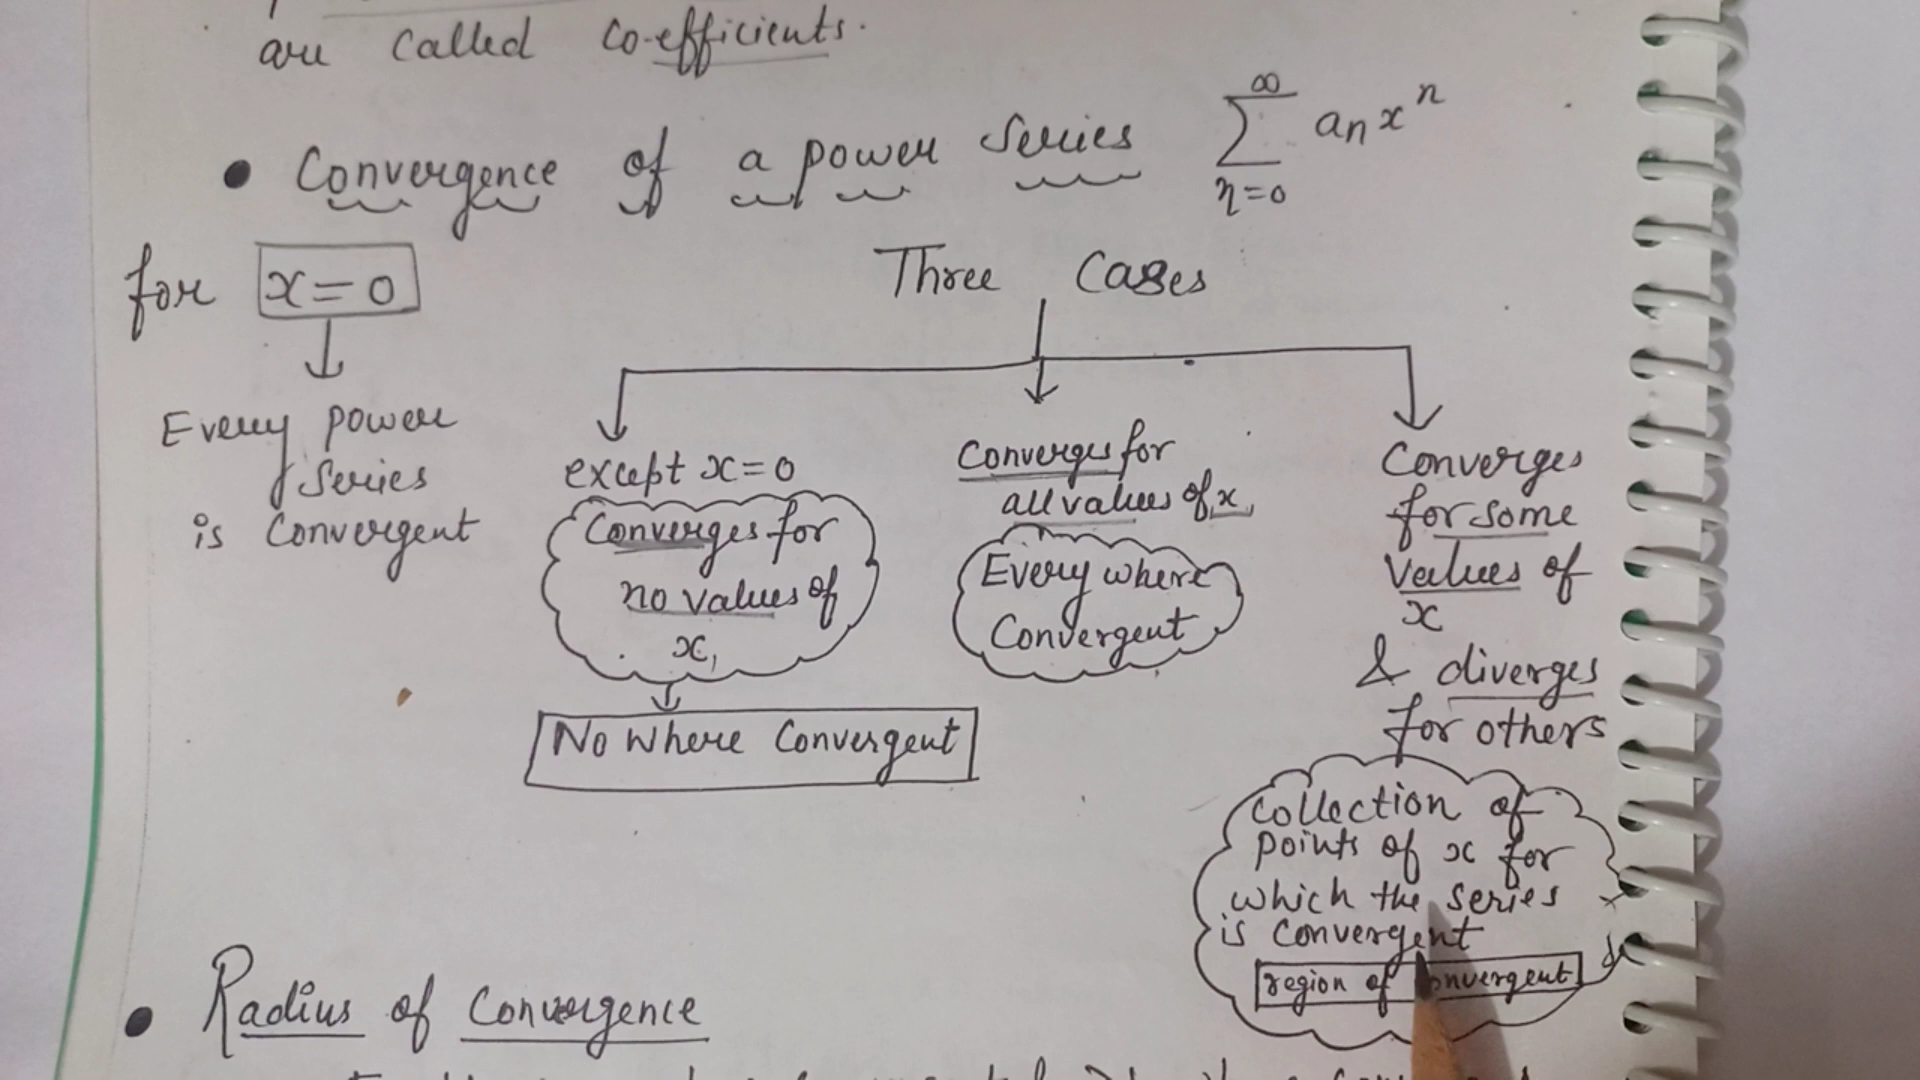 are called co-efficients.
• Convergence of a power series ∑ aₙxⁿ
∞
n=0
for x=0
Every power
series
is convergent
Three Cases
except x=0
Converges for
no values of
x,
No where Convergent
Converges for
all values of x,
Every where
Convergent
Converges
for some
values of
x
& diverges
for others
Collection of
points of x for
which the series
is convergent
region of convergent
• Radius of Convergence